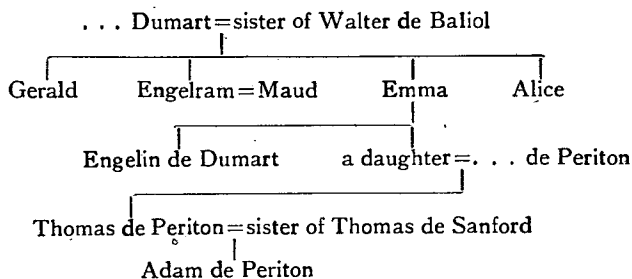 . . . Dumart=sister of Walter de Baliol
Gerald Engelram=Maud Emma Alice
Engelin de Dumart a daughter=. . . de Periton
Thomas de Periton=sister of Thomas de Sanford
Adam de Periton